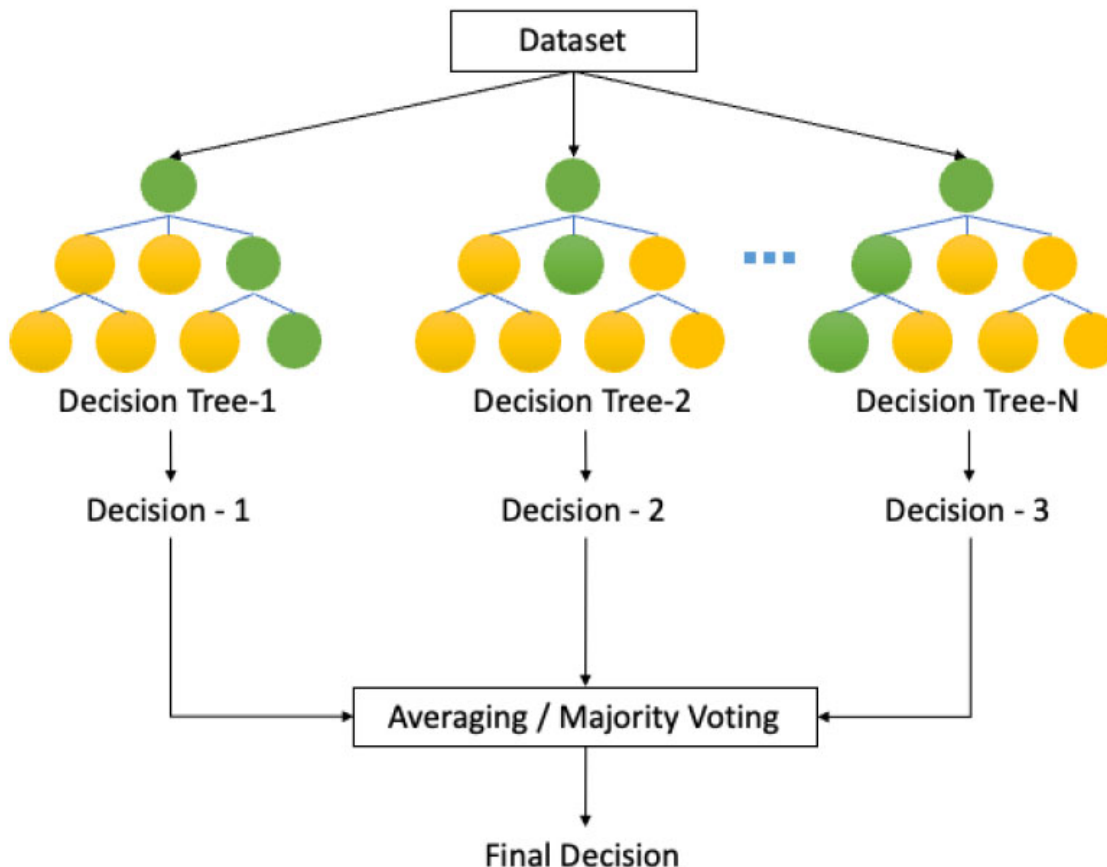 Dataset
Decision Tree-1
Decision Tree-2
Decision Tree-N
Decision - 1
Decision - 2
Decision - 3
Averaging / Majority Voting
Final Decision